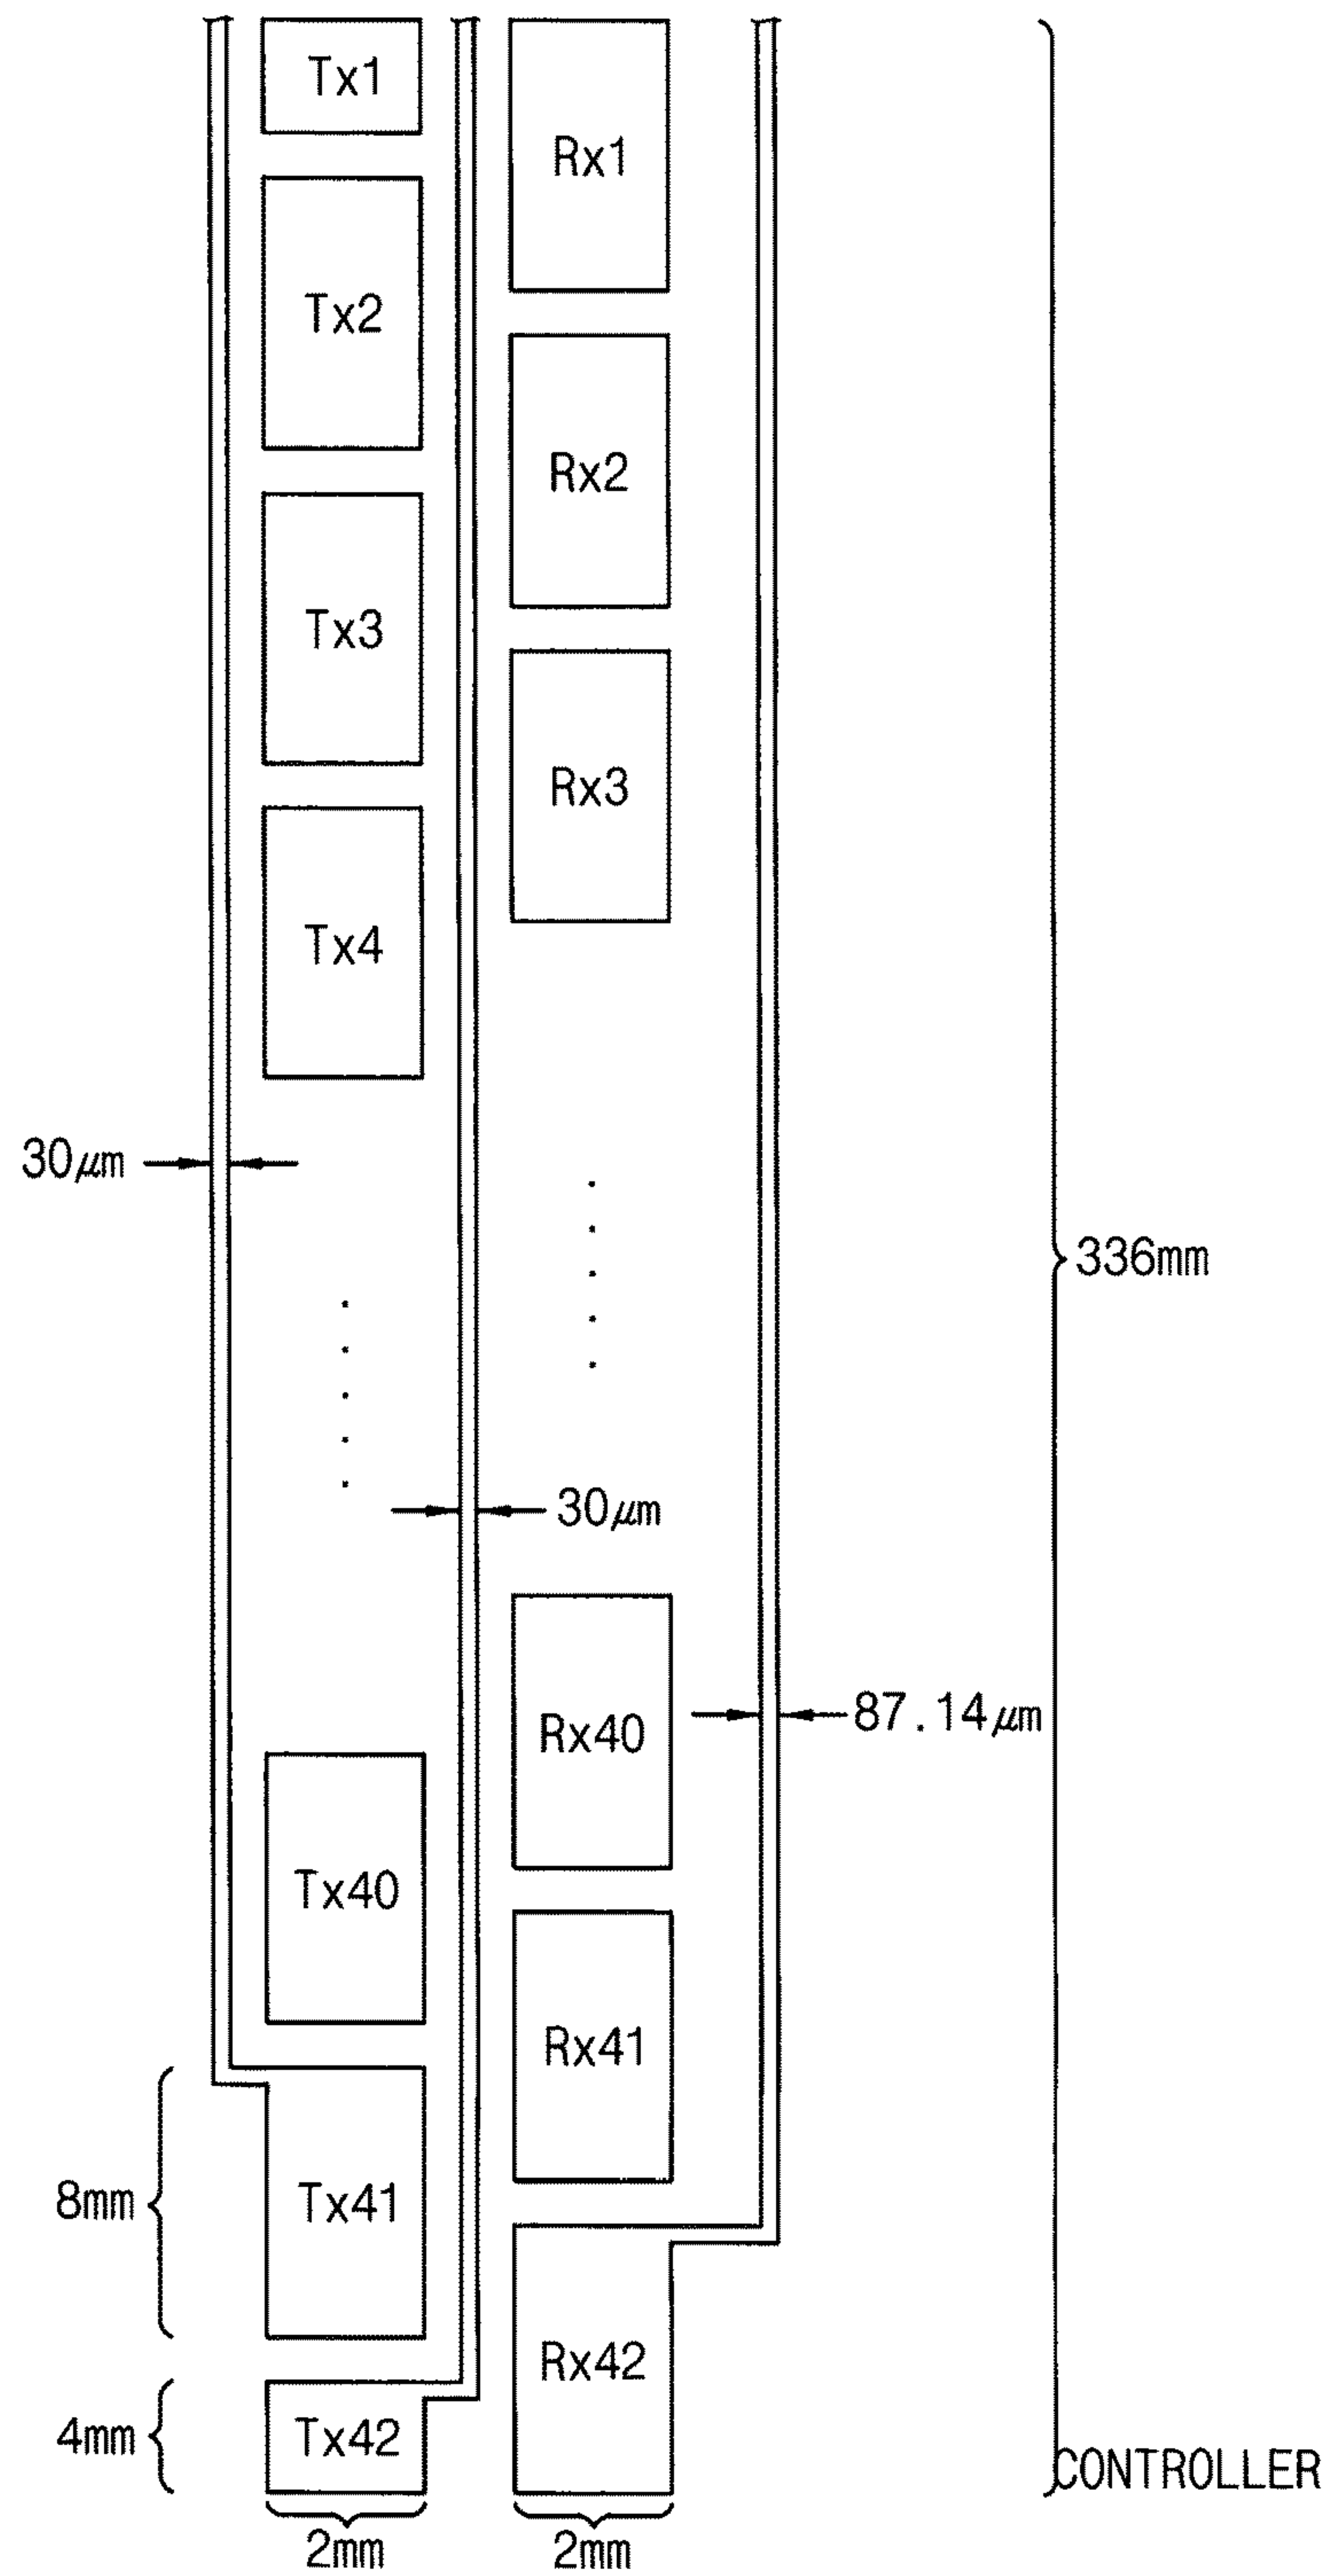 Tx1
Rx1
Tx2
Rx2
Tx3
Rx3
Tx4
30μm
336mm
30μm
Rx40
87.14μm
Tx40
Rx41
8mm
Tx41
Rx42
4mm
Tx42
CONTROLLER
2mm
2mm